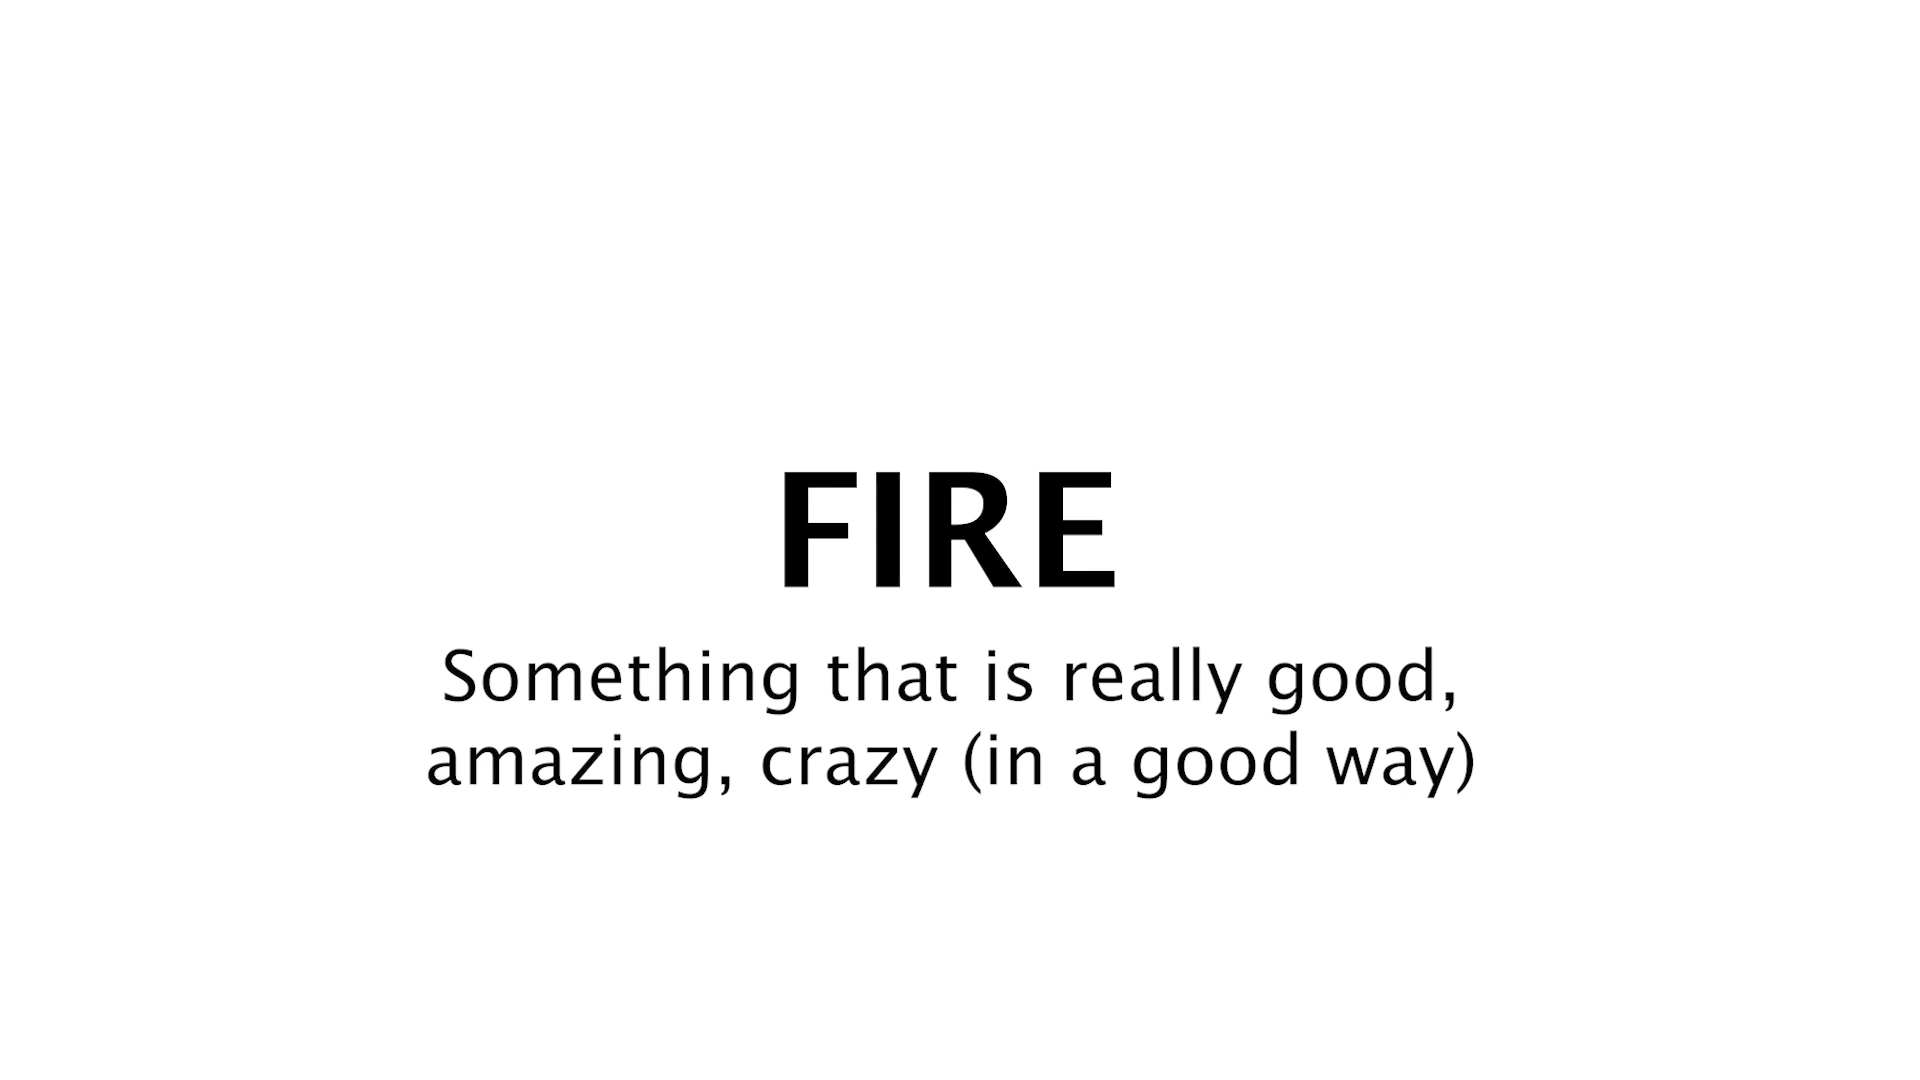 FIRE
Something that is really good,
amazing, crazy (in a good way)